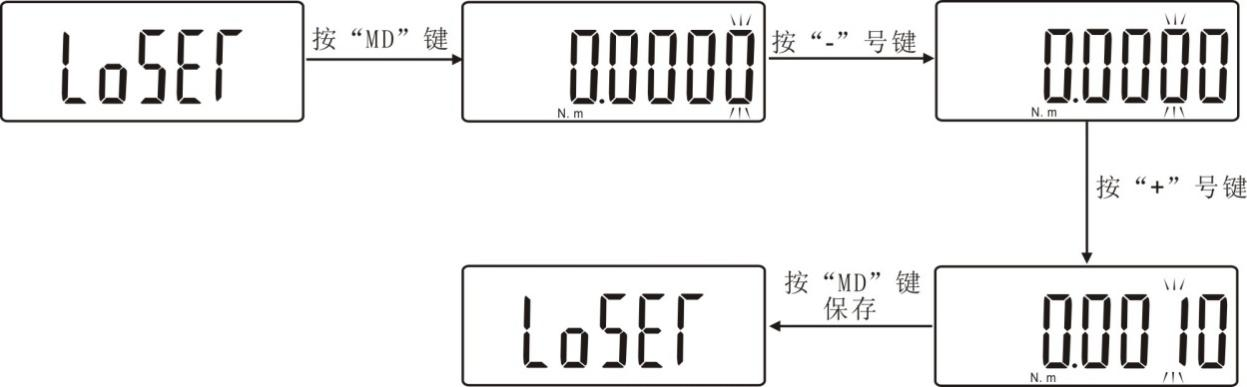 LoSET
按“MD”键
0.0000
N. m
按“-”号键
0.0000
N. m
按“+”号键
0.0010
N. m
按“MD”键
保存
LoSET